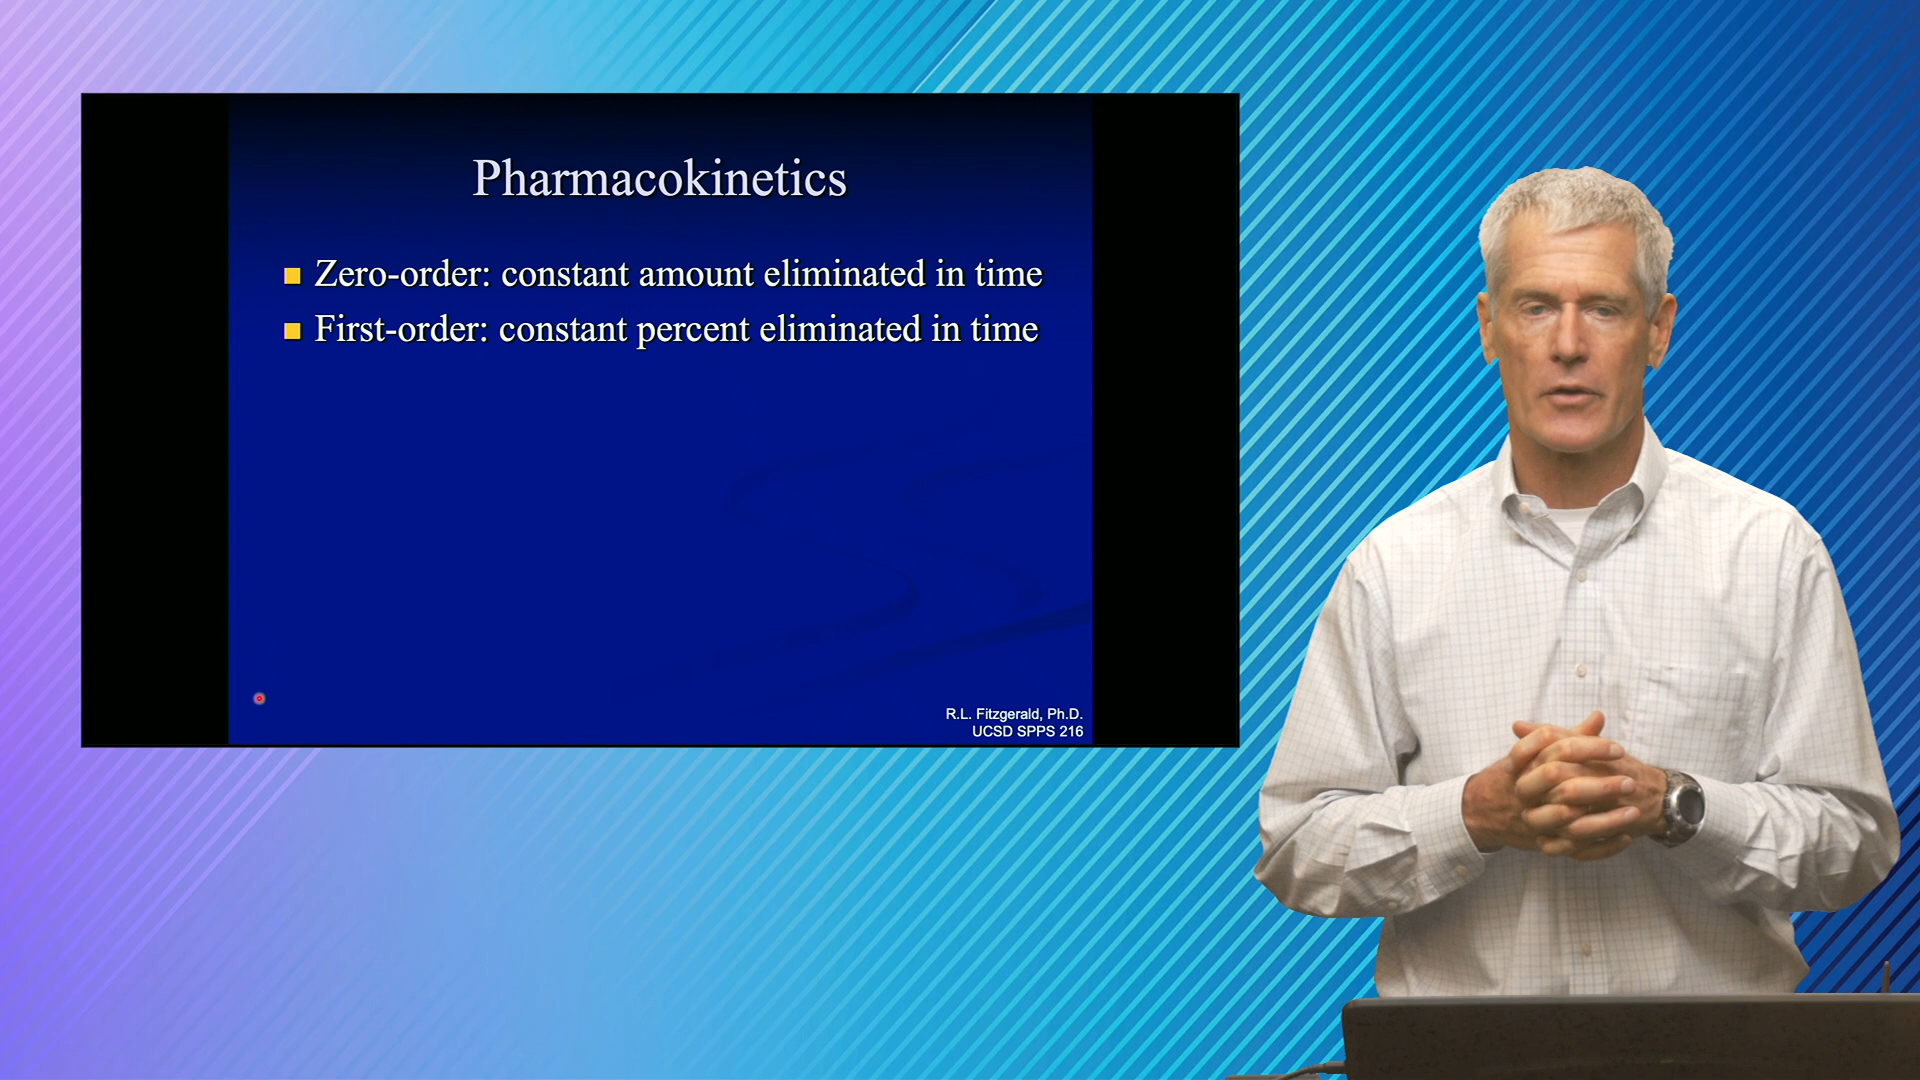 Pharmacokinetics
Zero-order: constant amount eliminated in time
First-order: constant percent eliminated in time
R.L. Fitzgerald, Ph.D.
UCSD SPPS 216